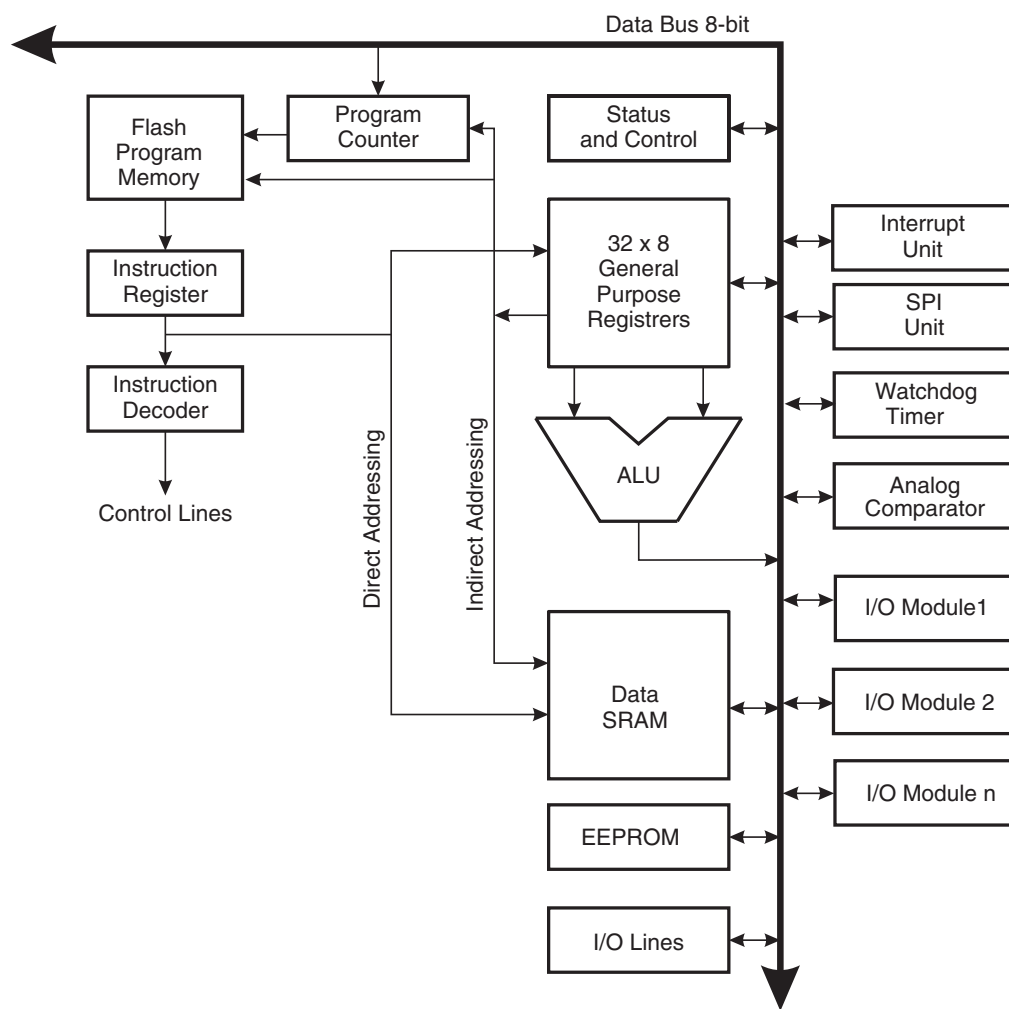 Data Bus 8-bit
Flash
Program
Memory
Program
Counter
Status
and Control
32 x 8
General
Purpose
Registrers
Interrupt
Unit
Instruction
Register
SPI
Unit
Instruction
Decoder
Watchdog
Timer
Control Lines
Direct Addressing
Indirect Addressing
ALU
Analog
Comparator
I/O Module1
Data
SRAM
I/O Module 2
I/O Module n
EEPROM
I/O Lines